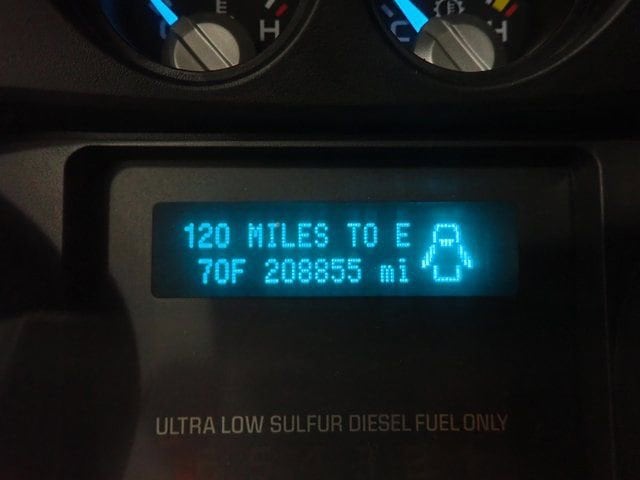 E
H
C
H
120 MILES TO E
70F 208855 mi
ULTRA LOW SULFUR DIESEL FUEL ONLY